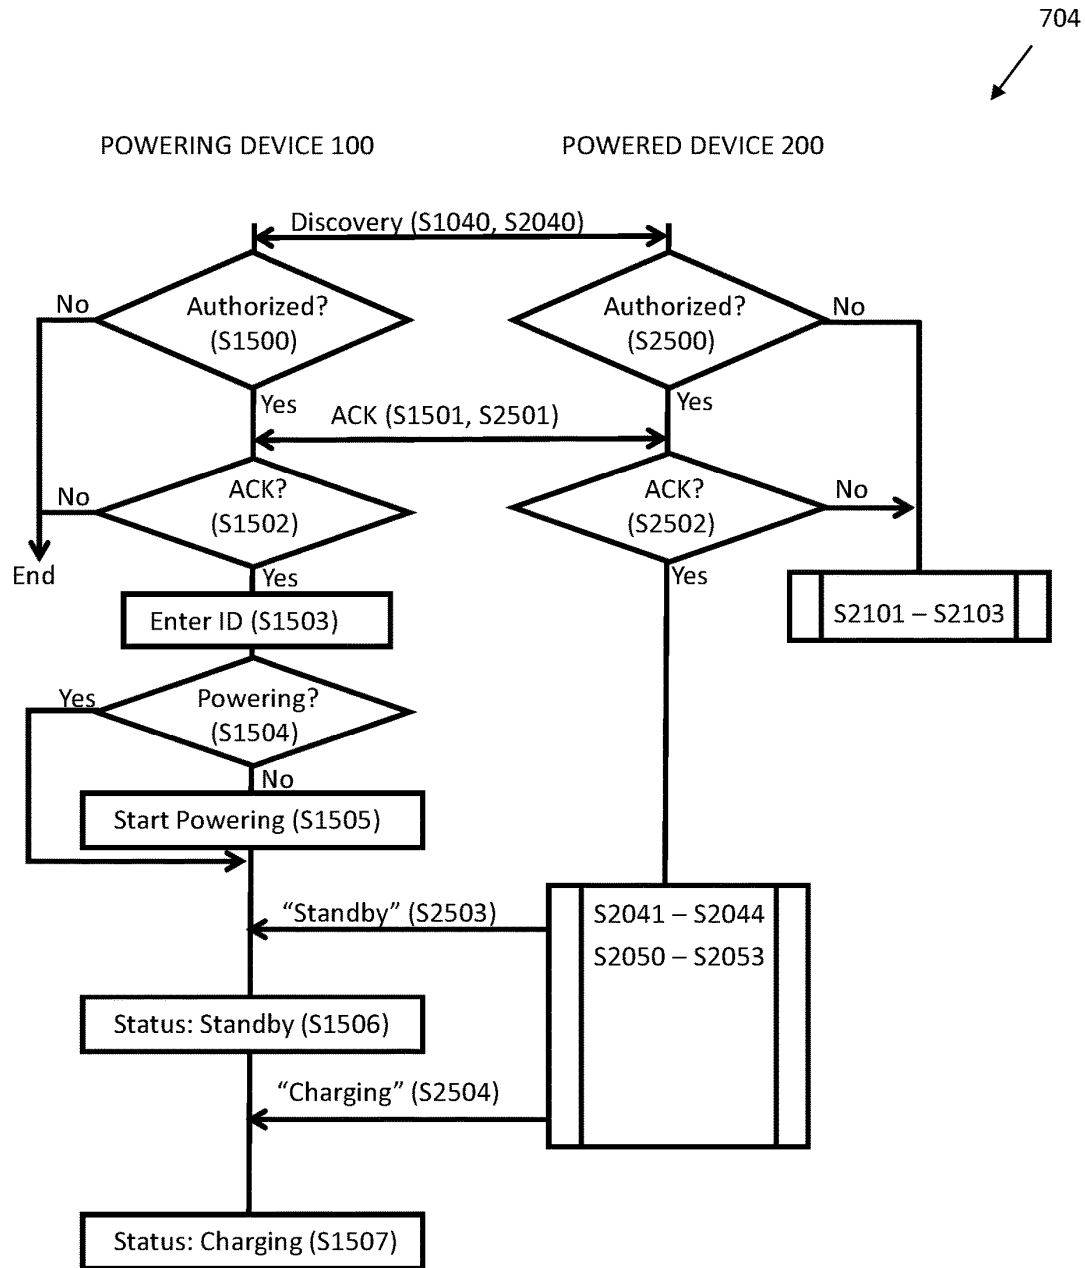 704
POWERING DEVICE 100
POWERED DEVICE 200
Discovery (S1040, S2040)
No
Authorized?
(S1500)
Authorized?
(S2500)
No
Yes
ACK (S1501, S2501)
Yes
No
ACK?
(S1502)
ACK?
(S2502)
No
End
Yes
Yes
Enter ID (S1503)
S2101 – S2103
Yes
Powering?
(S1504)
No
Start Powering (S1505)
“Standby” (S2503)
S2041 – S2044
S2050 – S2053
Status: Standby (S1506)
“Charging” (S2504)
Status: Charging (S1507)